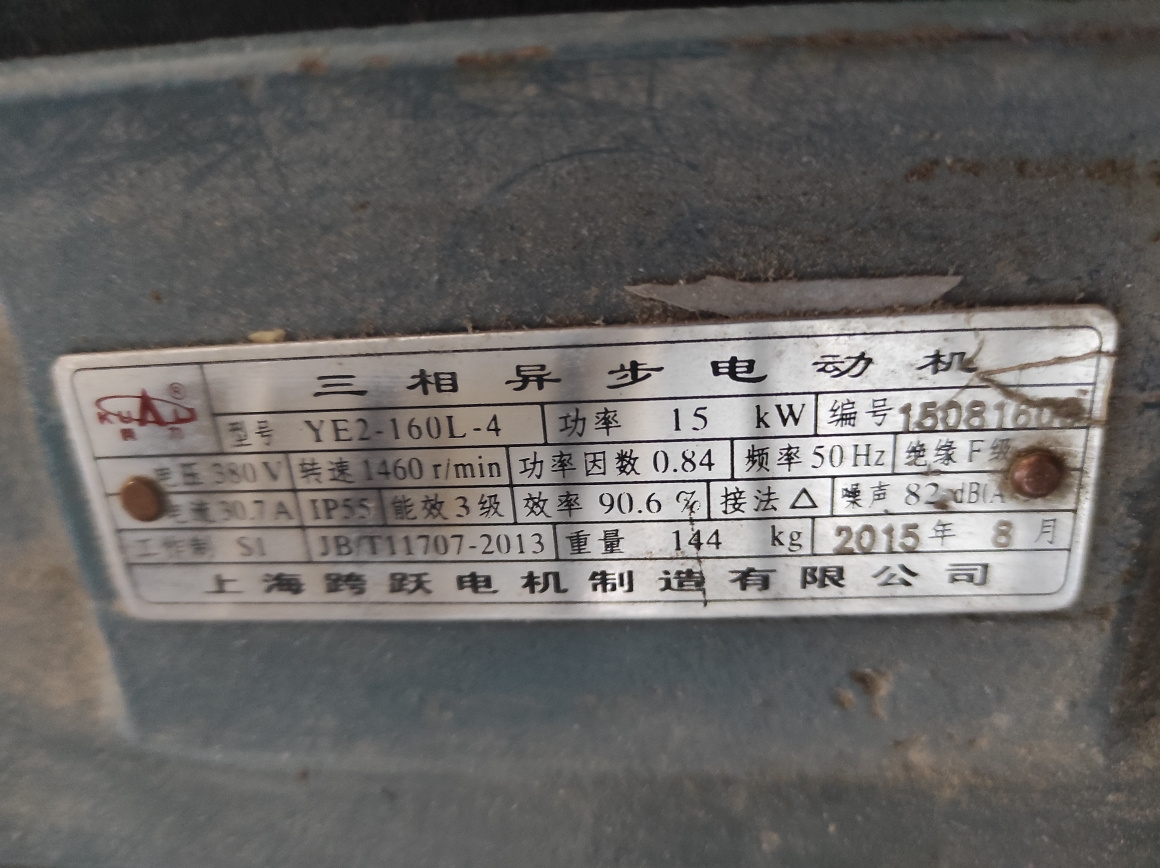 三相异步电动机
KUALI ®
型号 YE2-160L-4 功率 15 kW 编号
电压 380 V 转速 1460 r/min 功率因数 0.84 频率 50 Hz 绝缘 F 级
电流 30.7 A IP55 能效 3 级 效率 90.6 % 接法 △ 噪声 82 dB(A
工作制 S1 JB/T11707-2013 重量 144 kg 2015 年 8 月
上海跨跃电机制造有限公司